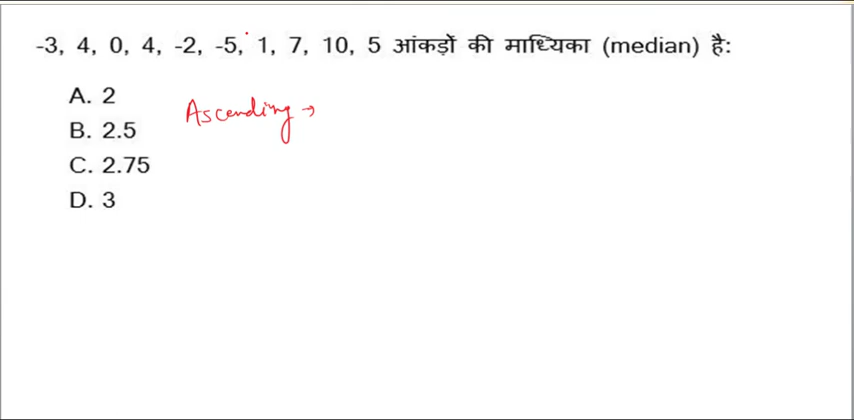 -3, 4, 0, 4, -2, -5, 1, 7, 10, 5 आंकड़ों की माध्यिका (median) है:
A. 2
Ascending →
B. 2.5
C. 2.75
D. 3